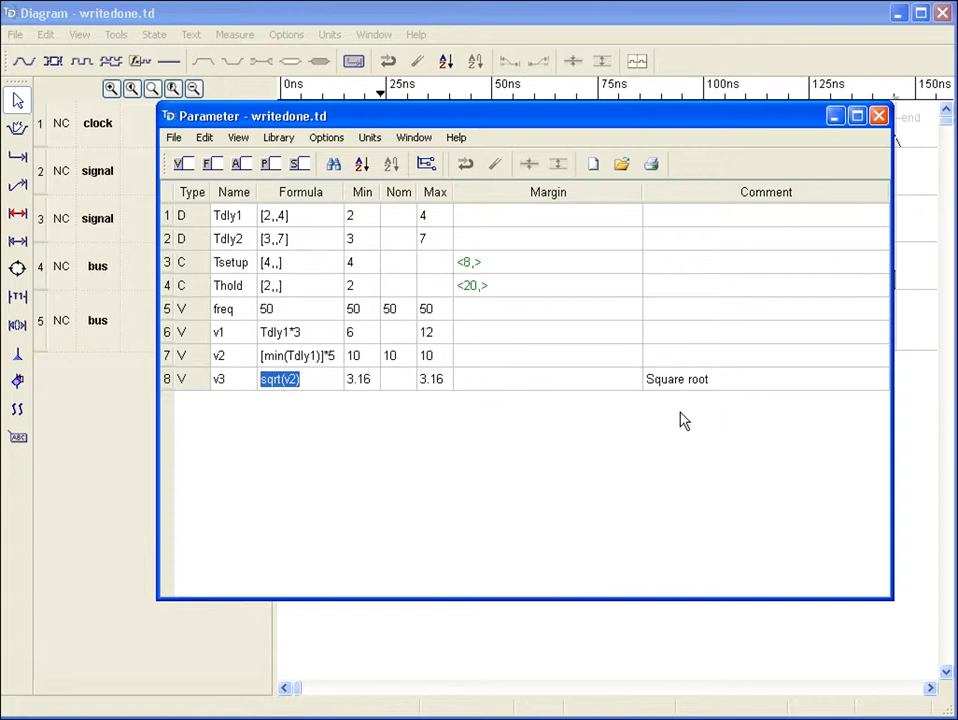 Diagram - writedone.td
File Edit View Tools State Text Measure Options Units Window Help
0ns 25ns 50ns 75ns 100ns 125ns 150ns
1 NC clock
2 NC signal
3 NC signal
4 NC bus
5 NC bus
-end
Parameter - writedone.td
File Edit View Library Options Units Window Help
V F A P S
Type Name Formula Min Nom Max Margin Comment
1 D Tdly1 [2,,4] 2 4
2 D Tdly2 [3,,7] 3 7
3 C Tsetup [4,,] 4 <8,>
4 C Thold [2,,] 2 <20,>
5 V freq 50 50 50 50
6 V v1 Tdly1*3 6 12
7 V v2 [min(Tdly1)]*5 10 10 10
8 V v3 sqrt(v2) 3.16 3.16 Square root
ABC